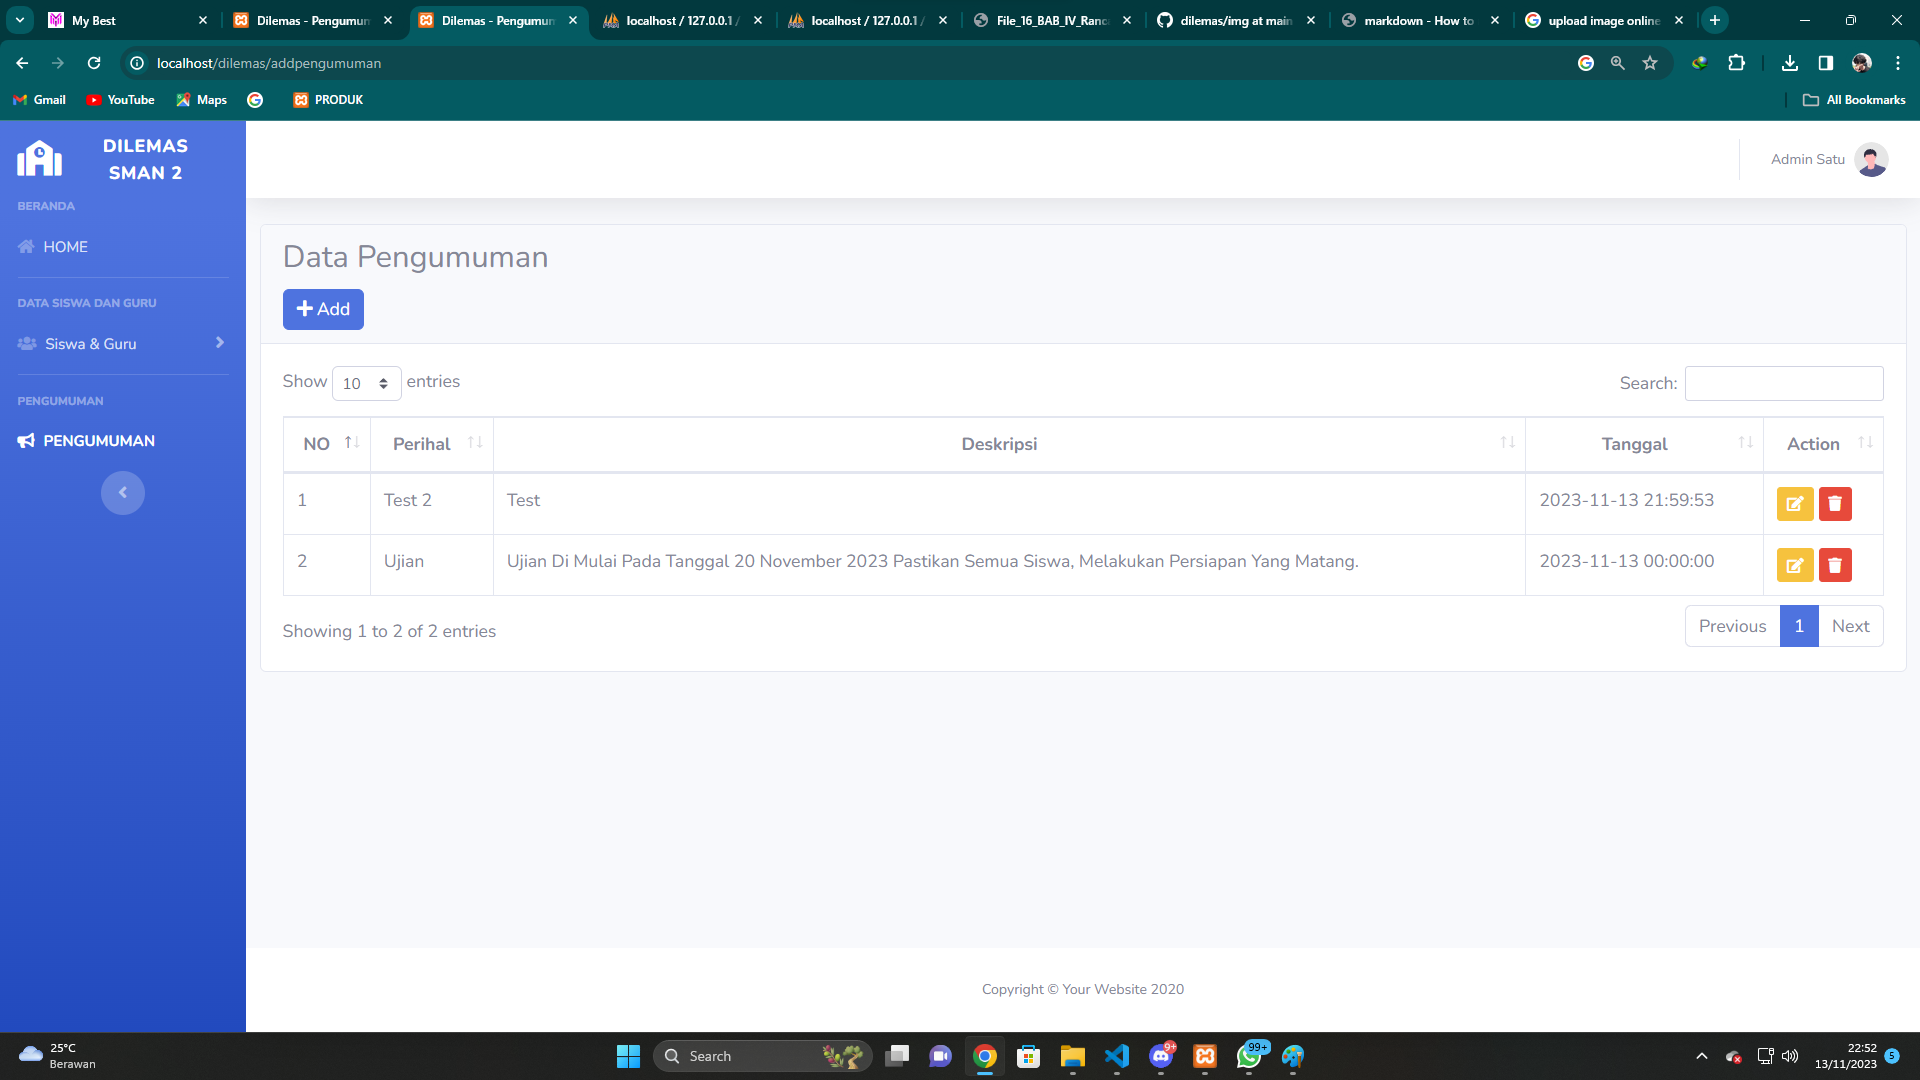 My Best
Dilemas - Pengumum
Dilemas - Pengumum
localhost / 127.0.0.1 /
localhost / 127.0.0.1 /
File_16_BAB_IV_Ranca
dilemas/img at main
markdown - How to
upload image online
localhost/dilemas/addpengumuman
Gmail
YouTube
Maps
PRODUK
All Bookmarks
DILEMAS
SMAN 2
Admin Satu
BERANDA
HOME
DATA SISWA DAN GURU
Siswa & Guru
PENGUMUMAN
PENGUMUMAN
Data Pengumuman
Add
Show 10 entries
Search:
NO Perihal Deskripsi Tanggal Action
1 Test 2 Test 2023-11-13 21:59:53
2 Ujian Ujian Di Mulai Pada Tanggal 20 November 2023 Pastikan Semua Siswa, Melakukan Persiapan Yang Matang. 2023-11-13 00:00:00
Showing 1 to 2 of 2 entries
Previous 1 Next
Copyright © Your Website 2020
25°C
Berawan
Search
9+
99+
22:52
13/11/2023
5